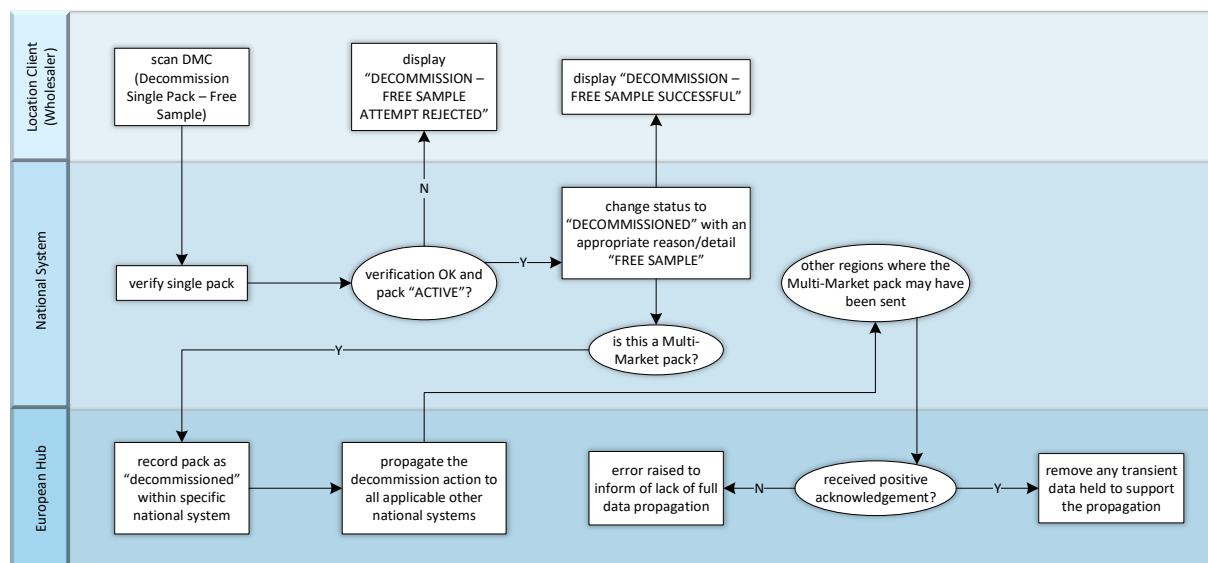 Location Client
(Wholesaler)
scan DMC
(Decommission
Single Pack – Free
Sample)
display
“DECOMMISSION –
FREE SAMPLE
ATTEMPT REJECTED”
display “DECOMMISSION –
FREE SAMPLE SUCCESSFUL”
National System
N
verify single pack
verification OK and
pack “ACTIVE”?
Y
change status to
“DECOMMISSIONED” with an
appropriate reason/detail
“FREE SAMPLE”
other regions where the
Multi-Market pack may have
been sent
is this a Multi-
Market pack?
Y
European Hub
record pack as
“decommissioned”
within specific
national system
propagate the
decommission action to
all applicable other
national systems
error raised to
inform of lack of full
data propagation
N
received positive
acknowledgement?
Y
remove any transient
data held to support
the propagation